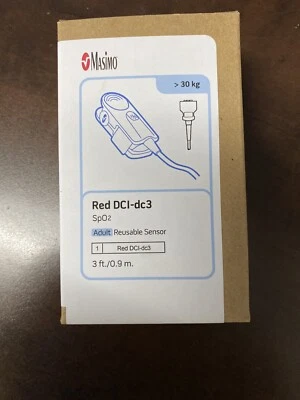 Masimo
> 30 kg
Red DCI-dc3
SpO2
Adult Reusable Sensor
1 Red DCI-dc3
3 ft./0.9 m.